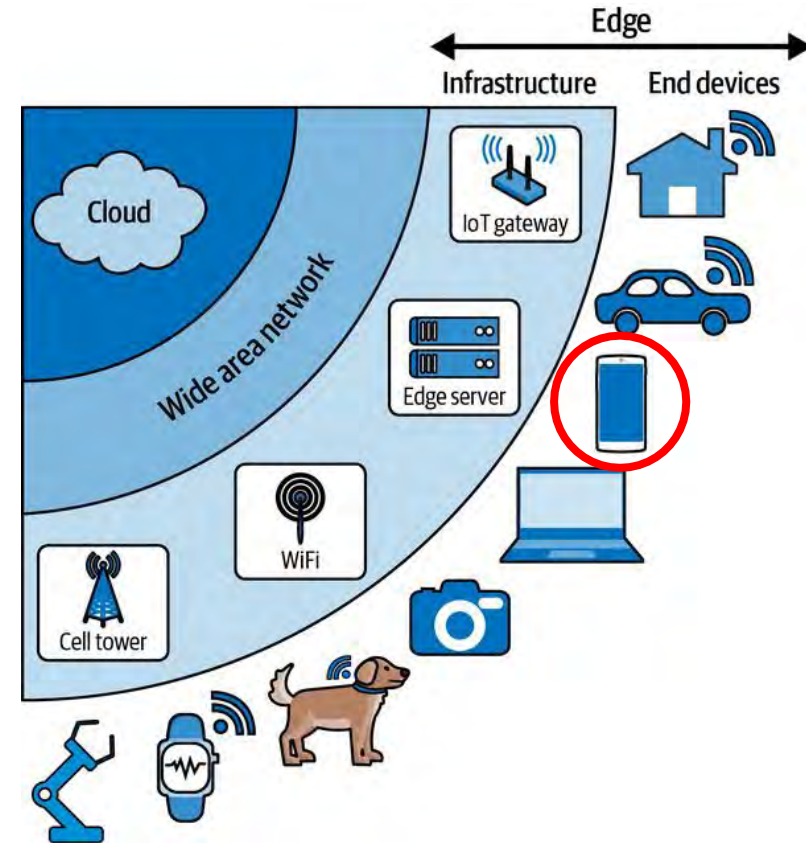 Edge
Infrastructure
End devices
Cloud
Wide area network
IoT gateway
Edge server
WiFi
Cell tower